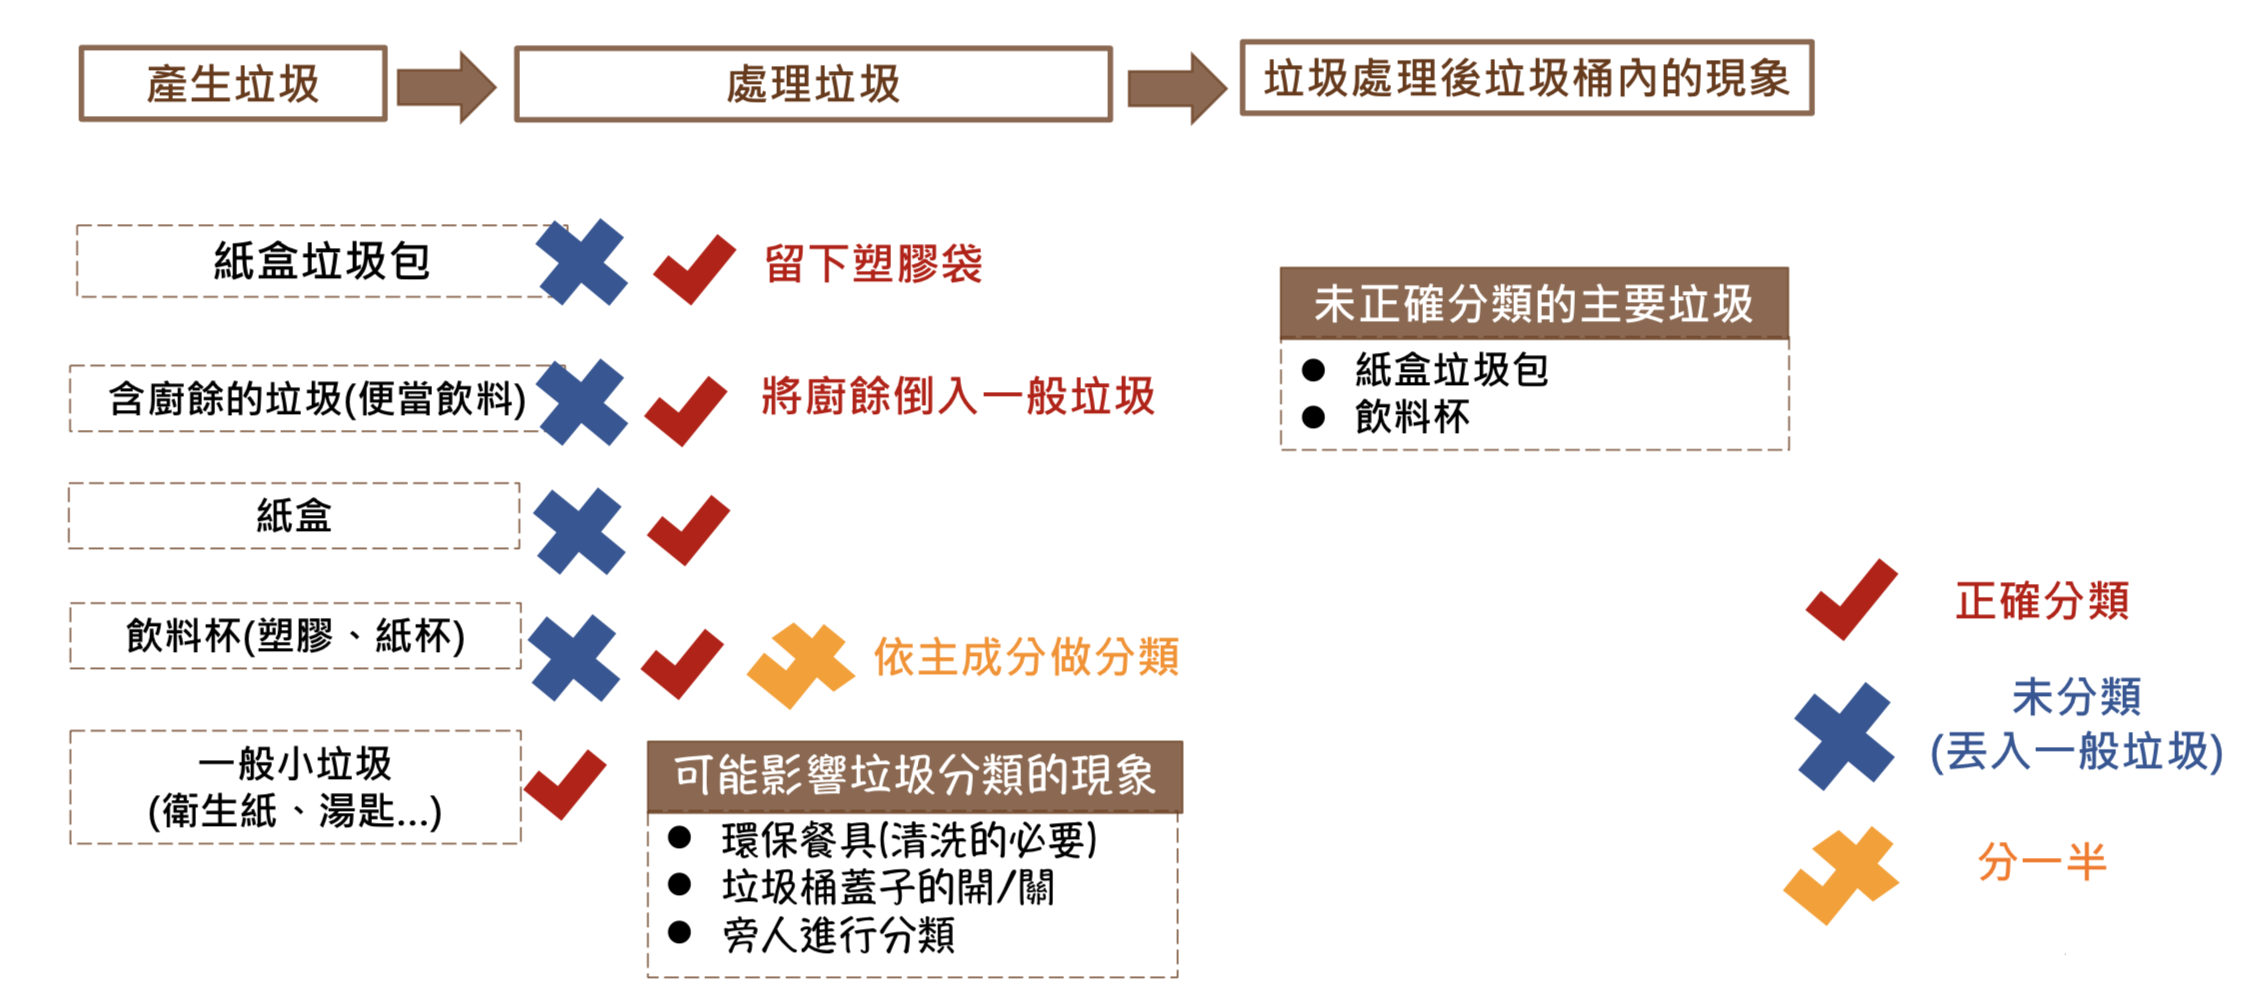 產生垃圾
處理垃圾
垃圾處理後垃圾桶內的現象
紙盒垃圾包
留下塑膠袋
含廚餘的垃圾(便當飲料)
將廚餘倒入一般垃圾
紙盒
飲料杯(塑膠、紙杯)
依主成分做分類
一般小垃圾
(衛生紙、湯匙...)
可能影響垃圾分類的現象
● 環保餐具(清洗的必要)
● 垃圾桶蓋子的開/關
● 旁人進行分類
未正確分類的主要垃圾
● 紙盒垃圾包
● 飲料杯
正確分類
未分類
(丟入一般垃圾)
分一半